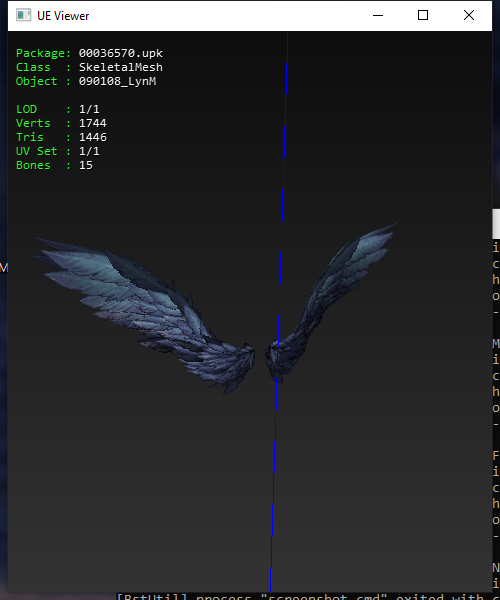 UE Viewer
Package: 00036570.upk
Class  : SkeletalMesh
Object : 090108_LynM
LOD    : 1/1
Verts  : 1744
Tris   : 1446
UV Set : 1/1
Bones  : 15
M
i
c
h
o
-
M
i
c
h
o
-
F
i
c
h
o
-
N
i
[BstUtil] process "screenshot.cmd" exited with c